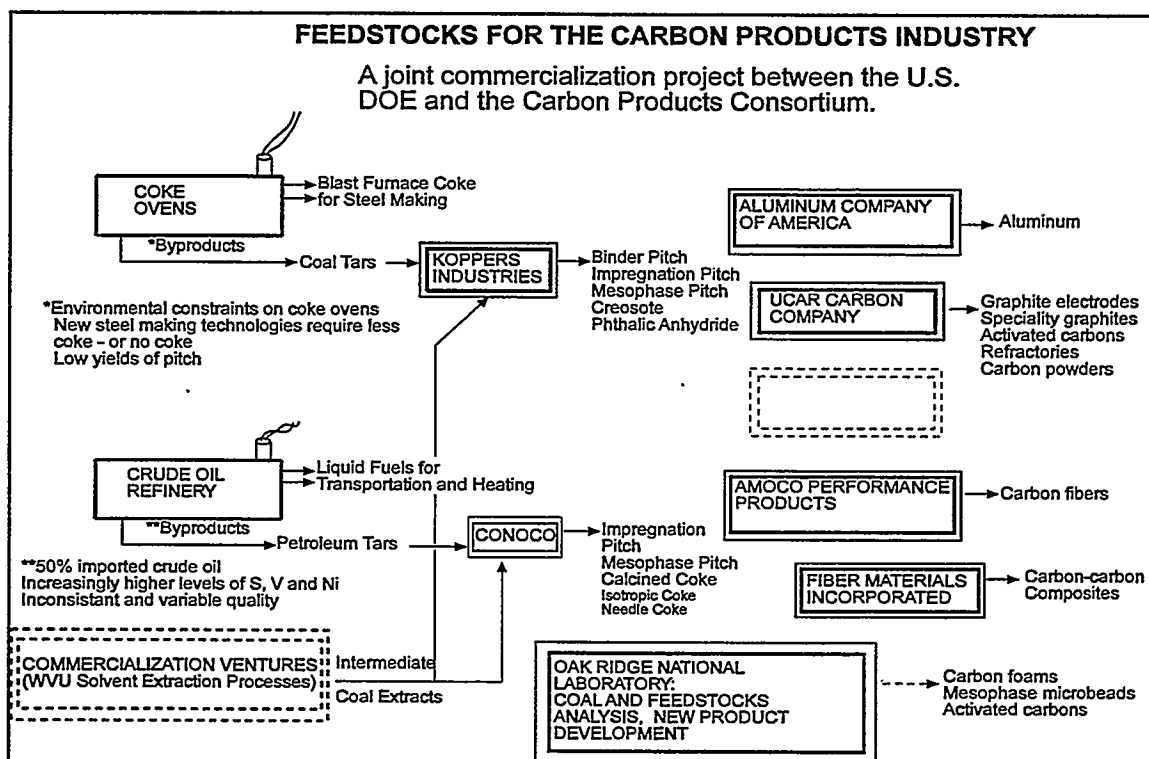 FEEDSTOCKS FOR THE CARBON PRODUCTS INDUSTRY
A joint commercialization project between the U.S.
DOE and the Carbon Products Consortium.
COKE
OVENS
Blast Furnace Coke
for Steel Making
*Byproducts
Coal Tars
KOPPERS
INDUSTRIES
Binder Pitch
Impregnation Pitch
Mesophase Pitch
Creosote
Phthalic Anhydride
ALUMINUM COMPANY
OF AMERICA
Aluminum
UCAR CARBON
COMPANY
Graphite electrodes
Speciality graphites
Activated carbons
Refractories
Carbon powders
*Environmental constraints on coke ovens
New steel making technologies require less
coke – or no coke
Low yields of pitch
CRUDE OIL
REFINERY
Liquid Fuels for
Transportation and Heating
**Byproducts
Petroleum Tars
CONOCO
Impregnation
Pitch
Mesophase Pitch
Calcined Coke
Isotropic Coke
Needle Coke
AMOCO PERFORMANCE
PRODUCTS
Carbon fibers
FIBER MATERIALS
INCORPORATED
Carbon-carbon
Composites
**50% imported crude oil
Increasingly higher levels of S, V and Ni
Inconsistant and variable quality
COMMERCIALIZATION VENTURES
(WVU Solvent Extraction Processes)
Intermediate
Coal Extracts
OAK RIDGE NATIONAL
LABORATORY:
COAL AND FEEDSTOCKS
ANALYSIS, NEW PRODUCT
DEVELOPMENT
Carbon foams
Mesophase microbeads
Activated carbons